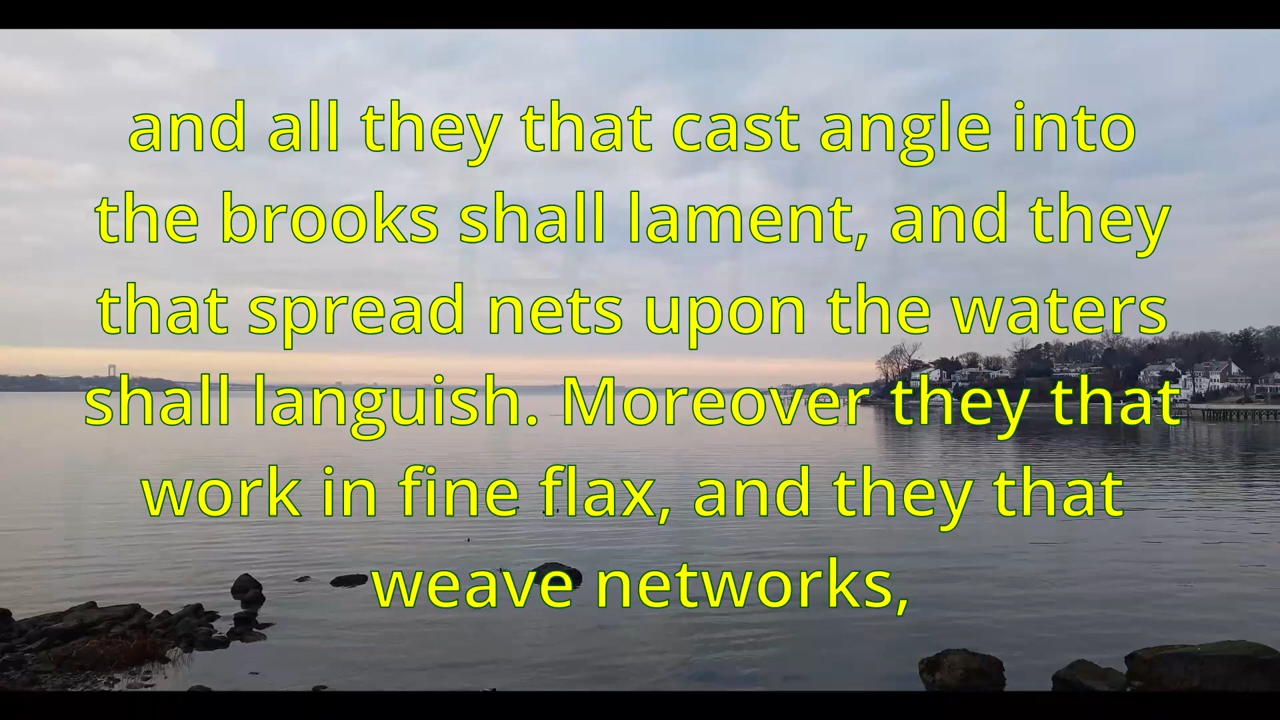 and all they that cast angle into
the brooks shall lament, and they
that spread nets upon the waters
shall languish. Moreover they that
work in fine flax, and they that
weave networks,